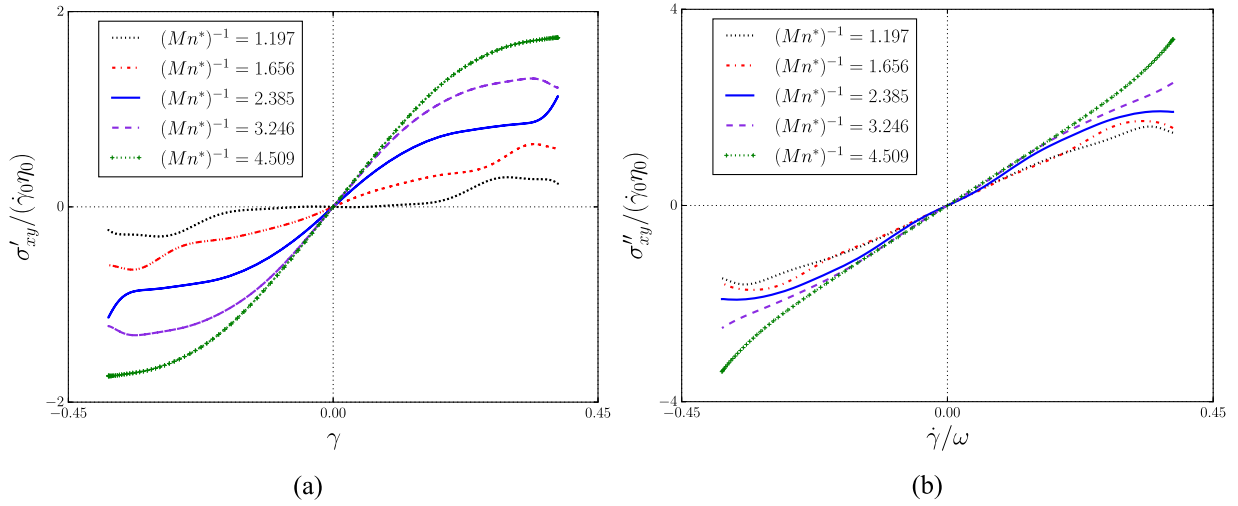 2
(Mn*)⁻¹ = 1.197
(Mn*)⁻¹ = 1.656
(Mn*)⁻¹ = 2.385
(Mn*)⁻¹ = 3.246
(Mn*)⁻¹ = 4.509
σ′xy/(γ̇0η0)
0
−2
−0.45
0.00
0.45
γ
(a)
4
(Mn*)⁻¹ = 1.197
(Mn*)⁻¹ = 1.656
(Mn*)⁻¹ = 2.385
(Mn*)⁻¹ = 3.246
(Mn*)⁻¹ = 4.509
σ″xy/(γ̇0η0)
0
−4
−0.45
0.00
0.45
γ̇/ω
(b)